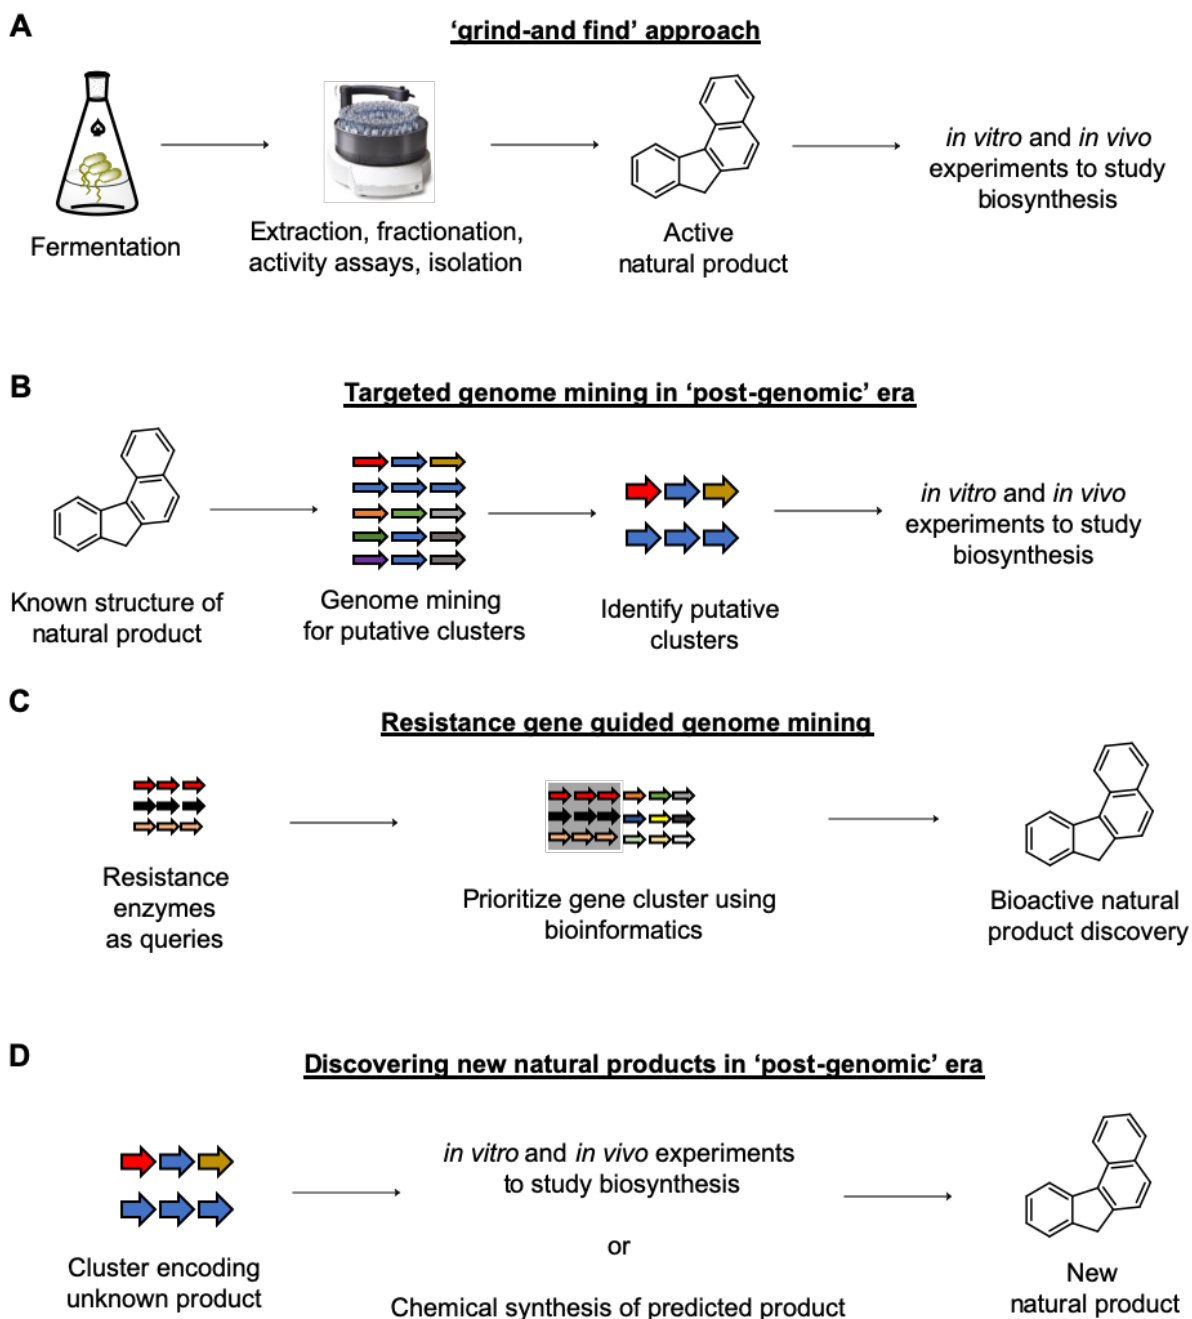 A
‘grind-and find’ approach
Fermentation
Extraction, fractionation,
activity assays, isolation
Active
natural product
in vitro and in vivo
experiments to study
biosynthesis
B
Targeted genome mining in ‘post-genomic’ era
Known structure of
natural product
Genome mining
for putative clusters
Identify putative
clusters
in vitro and in vivo
experiments to study
biosynthesis
C
Resistance gene guided genome mining
Resistance
enzymes
as queries
Prioritize gene cluster using
bioinformatics
Bioactive natural
product discovery
D
Discovering new natural products in ‘post-genomic’ era
Cluster encoding
unknown product
in vitro and in vivo experiments
to study biosynthesis
or
Chemical synthesis of predicted product
New
natural product